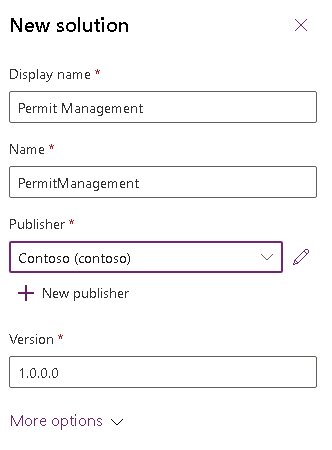 New solution
Display name *
Permit Management
Name *
PermitManagement
Publisher *
Contoso (contoso)
New publisher
Version *
1.0.0.0
More options